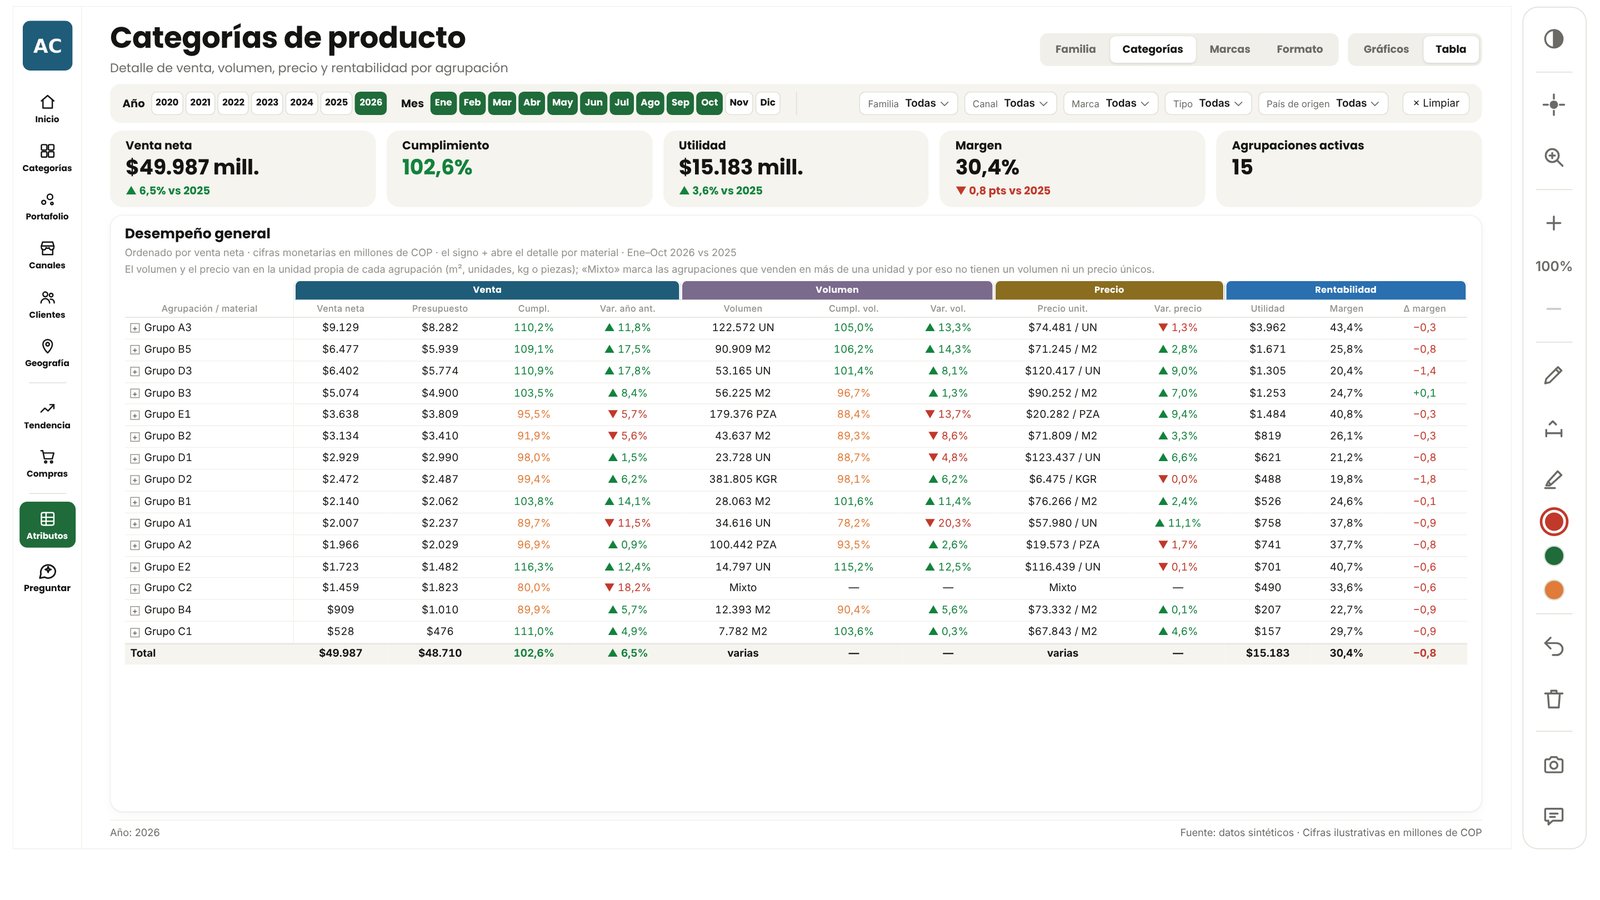 AC
Inicio
Categorías
Portafolio
Canales
Clientes
Geografía
Tendencia
Compras
Atributos
Preguntar
Categorías de producto
Detalle de venta, volumen, precio y rentabilidad por agrupación
Familia Categorías Marcas Formato Gráficos Tabla
Año 2020 2021 2022 2023 2024 2025 2026 Mes Ene Feb Mar Abr May Jun Jul Ago Sep Oct Nov Dic Familia Todas Canal Todas Marca Todas Tipo Todas País de origen Todas × Limpiar
Venta neta
$49.987 mill.
▲ 6,5% vs 2025
Cumplimiento
102,6%
Utilidad
$15.183 mill.
▲ 3,6% vs 2025
Margen
30,4%
▼ 0,8 pts vs 2025
Agrupaciones activas
15
Desempeño general
Ordenado por venta neta · cifras monetarias en millones de COP · el signo + abre el detalle por material · Ene–Oct 2026 vs 2025
El volumen y el precio van en la unidad propia de cada agrupación (m², unidades, kg o piezas); «Mixto» marca las agrupaciones que venden en más de una unidad y por eso no tienen un volumen ni un precio únicos.
Venta Volumen Precio Rentabilidad
Agrupación / material Venta neta Presupuesto Cumpl. Var. año ant. Volumen Cumpl. vol. Var. vol. Precio unit. Var. precio Utilidad Margen Δ margen
Grupo A3 $9.129 $8.282 110,2% ▲ 11,8% 122.572 UN 105,0% ▲ 13,3% $74.481 / UN ▼ 1,3% $3.962 43,4% −0,3
Grupo B5 $6.477 $5.939 109,1% ▲ 17,5% 90.909 M2 106,2% ▲ 14,3% $71.245 / M2 ▲ 2,8% $1.671 25,8% −0,8
Grupo D3 $6.402 $5.774 110,9% ▲ 17,8% 53.165 UN 101,4% ▲ 8,1% $120.417 / UN ▲ 9,0% $1.305 20,4% −1,4
Grupo B3 $5.074 $4.900 103,5% ▲ 8,4% 56.225 M2 96,7% ▲ 1,3% $90.252 / M2 ▲ 7,0% $1.253 24,7% +0,1
Grupo E1 $3.638 $3.809 95,5% ▼ 5,7% 179.376 PZA 88,4% ▼ 13,7% $20.282 / PZA ▲ 9,4% $1.484 40,8% −0,3
Grupo B2 $3.134 $3.410 91,9% ▼ 5,6% 43.637 M2 89,3% ▼ 8,6% $71.809 / M2 ▲ 3,3% $819 26,1% −0,3
Grupo D1 $2.929 $2.990 98,0% ▲ 1,5% 23.728 UN 88,7% ▼ 4,8% $123.437 / UN ▲ 6,6% $621 21,2% −0,8
Grupo D2 $2.472 $2.487 99,4% ▲ 6,2% 381.805 KGR 98,1% ▲ 6,2% $6.475 / KGR ▼ 0,0% $488 19,8% −1,8
Grupo B1 $2.140 $2.062 103,8% ▲ 14,1% 28.063 M2 101,6% ▲ 11,4% $76.266 / M2 ▲ 2,4% $526 24,6% −0,1
Grupo A1 $2.007 $2.237 89,7% ▼ 11,5% 34.616 UN 78,2% ▼ 20,3% $57.980 / UN ▲ 11,1% $758 37,8% −0,9
Grupo A2 $1.966 $2.029 96,9% ▲ 0,9% 100.442 PZA 93,5% ▲ 2,6% $19.573 / PZA ▼ 1,7% $741 37,7% −0,8
Grupo E2 $1.723 $1.482 116,3% ▲ 12,4% 14.797 UN 115,2% ▲ 12,5% $116.439 / UN ▼ 0,1% $701 40,7% −0,6
Grupo C2 $1.459 $1.823 80,0% ▼ 18,2% Mixto — — Mixto — $490 33,6% −0,6
Grupo B4 $909 $1.010 89,9% ▲ 5,7% 12.393 M2 90,4% ▲ 5,6% $73.332 / M2 ▲ 0,1% $207 22,7% −0,9
Grupo C1 $528 $476 111,0% ▲ 4,9% 7.782 M2 103,6% ▲ 0,3% $67.843 / M2 ▲ 4,6% $157 29,7% −0,9
Total $49.987 $48.710 102,6% ▲ 6,5% varias — — varias — $15.183 30,4% −0,8
Año: 2026
Fuente: datos sintéticos · Cifras ilustrativas en millones de COP
100%